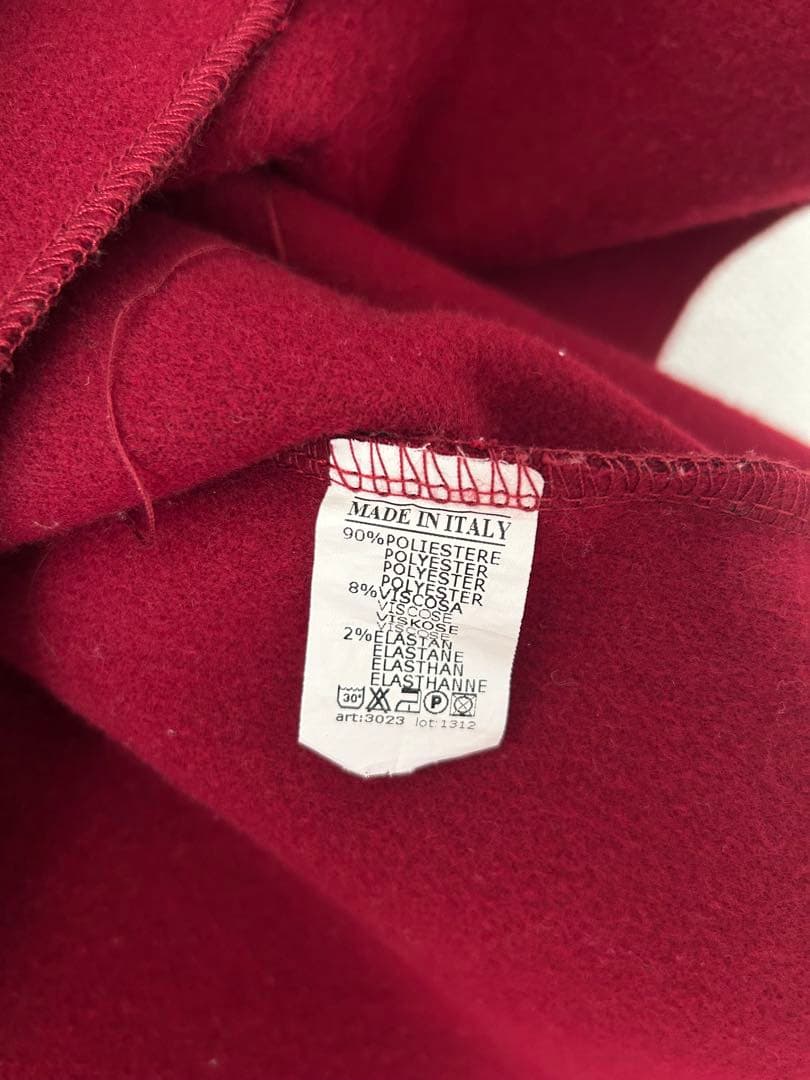 MADE IN ITALY
90%POLIESTERE
POLYESTER
POLYESTER
POLYESTER
8%VISCOSA
VISCOSE
VISKOSE
VISCOSE
2%ELASTAN
ELASTANE
ELASTHAN
ELASTHANNE
30° P
art:3023 lot:1312